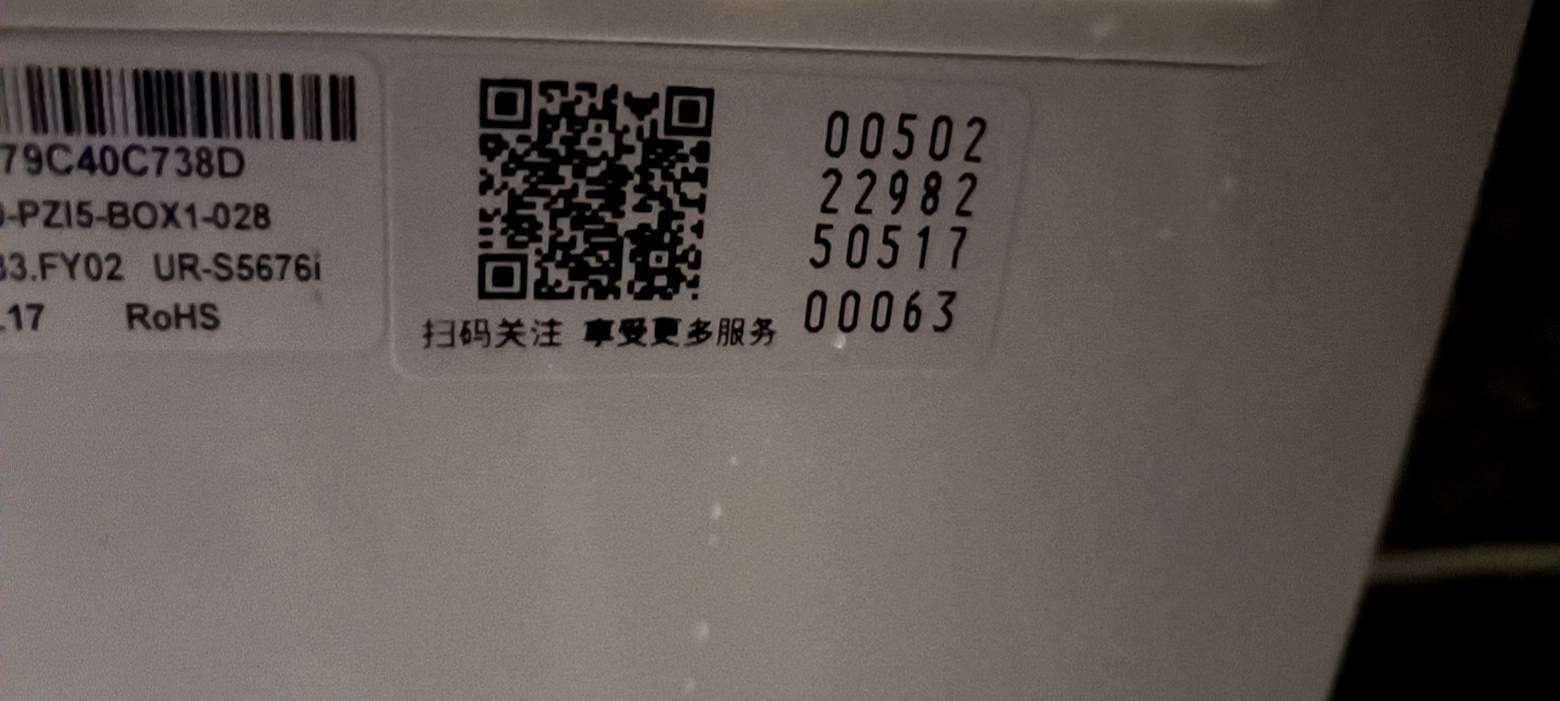 79C40C738D
-PZI5-BOX1-028
33.FY02 UR-S5676i
.17 RoHS
扫码关注 享受更多服务
00502
22982
50517
00063